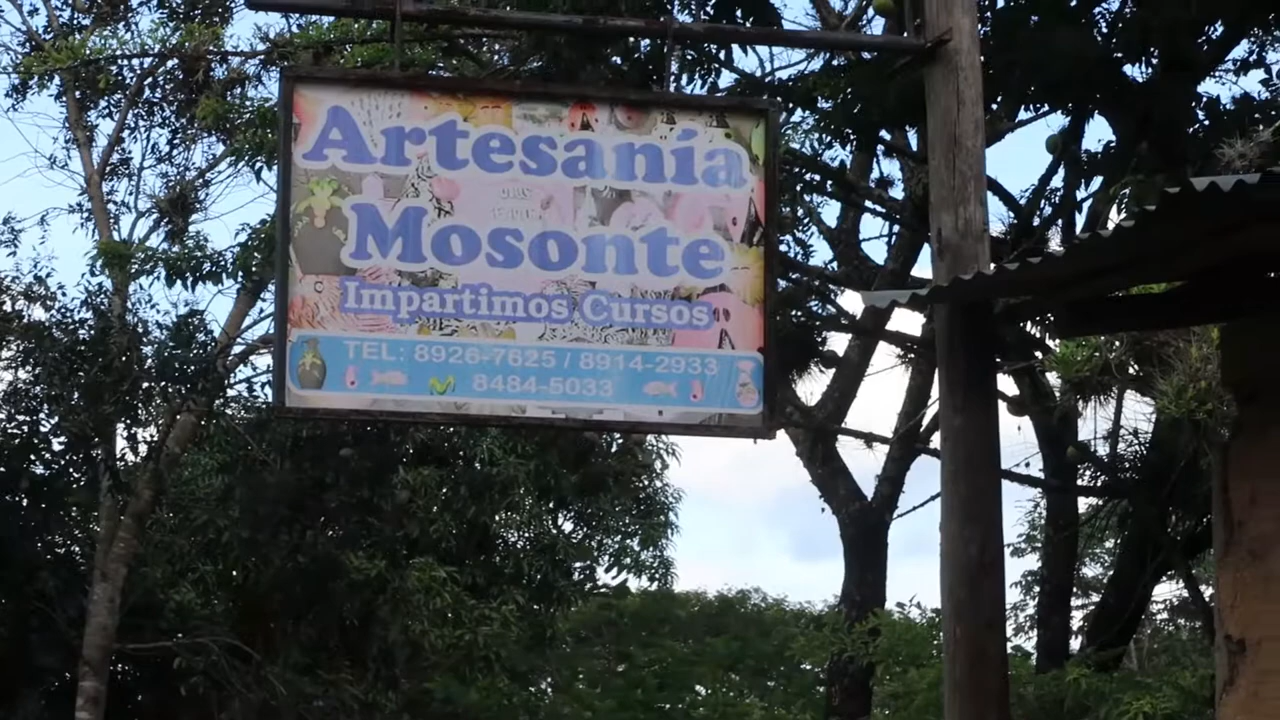 Artesanía
Mosonte
Impartimos Cursos
TEL: 8926-7625 / 8914-2933
8484-5033